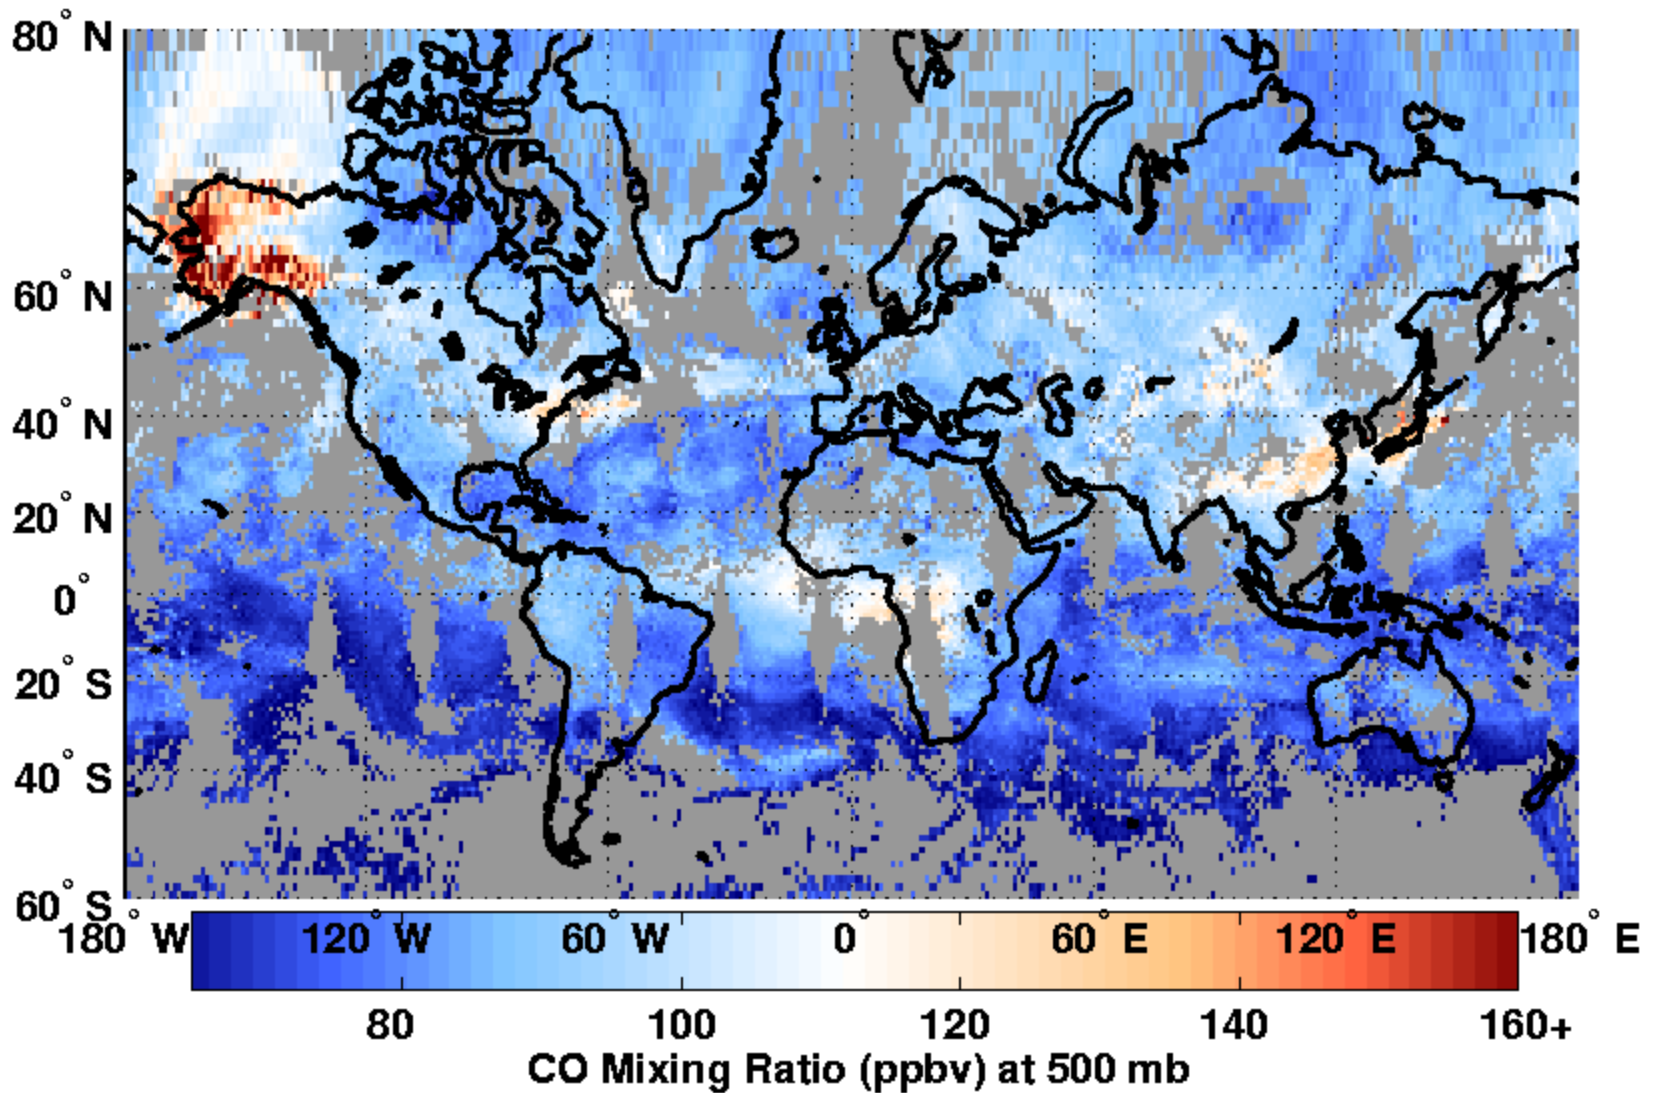 80° N
60° N
40° N
20° N
0°
20° S
40° S
60° S
180° W 120° W 60° W 0° 60° E 120° E 180° E
80 100 120 140 160+
CO Mixing Ratio (ppbv) at 500 mb